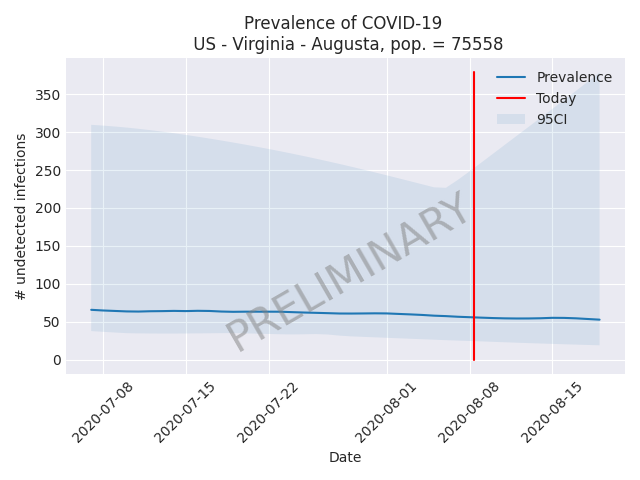 Prevalence of COVID-19
US - Virginia - Augusta, pop. = 75558
# undetected infections
350
300
250
200
150
100
50
0
Prevalence
Today
95CI
PRELIMINARY
2020-07-08
2020-07-15
2020-07-22
2020-08-01
2020-08-08
2020-08-15
Date